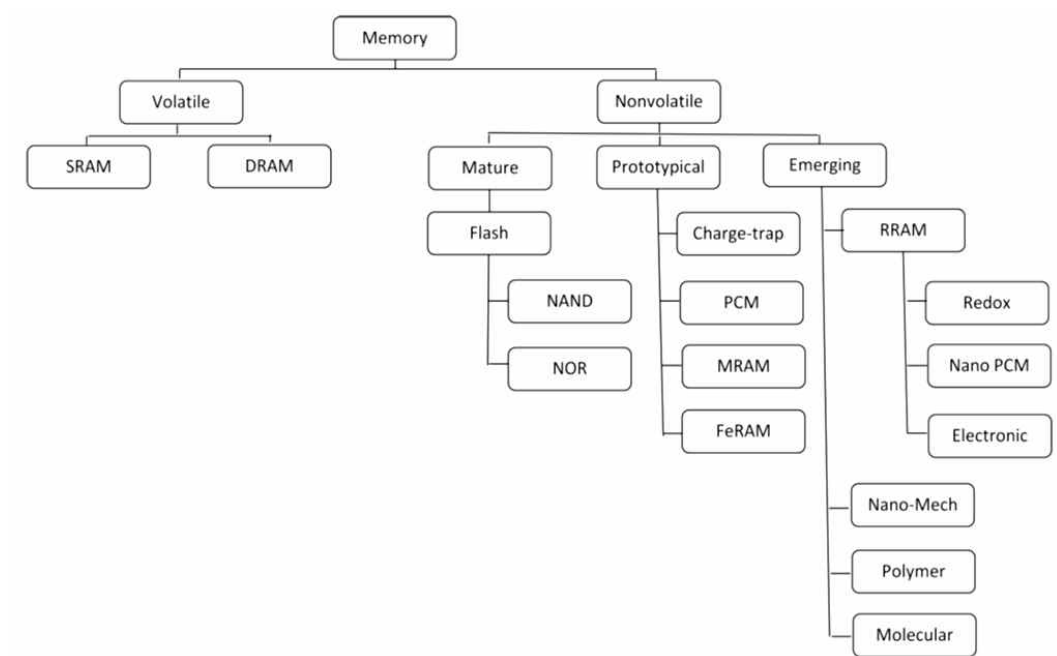 Memory
Volatile
Nonvolatile
SRAM
DRAM
Mature
Prototypical
Emerging
Flash
Charge-trap
RRAM
NAND
PCM
Redox
NOR
MRAM
Nano PCM
FeRAM
Electronic
Nano-Mech
Polymer
Molecular